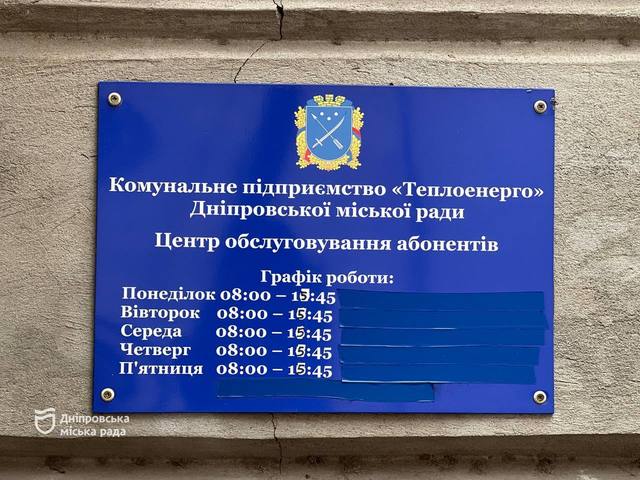 Комунальне підприємство «Теплоенерго»
Дніпровської міської ради
Центр обслуговування абонентів
Графік роботи:
Понеділок 08:00 – 15:45
Вівторок 08:00 – 15:45
Середа 08:00 – 15:45
Четверг 08:00 – 15:45
П'ятниця 08:00 – 15:45
Дніпровська
міська рада